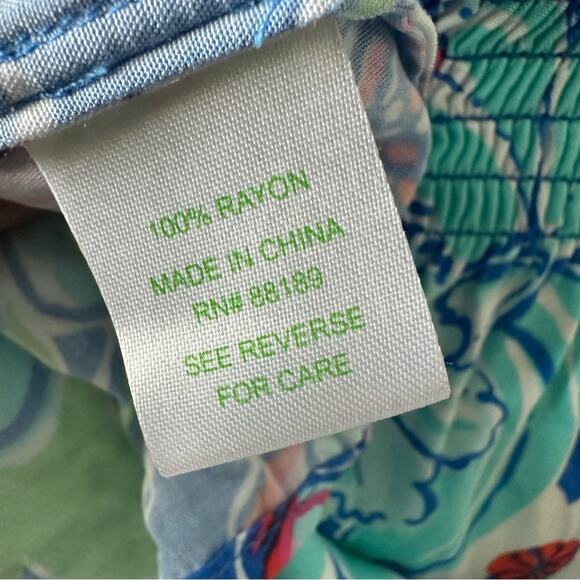 100% RAYON
MADE IN CHINA
RN# 88189
SEE REVERSE
FOR CARE